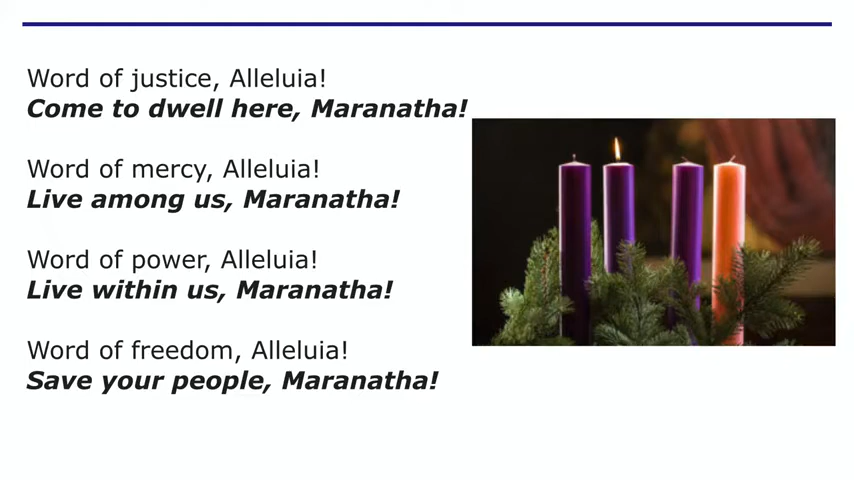 Word of justice, Alleluia!
Come to dwell here, Maranatha!
Word of mercy, Alleluia!
Live among us, Maranatha!
Word of power, Alleluia!
Live within us, Maranatha!
Word of freedom, Alleluia!
Save your people, Maranatha!